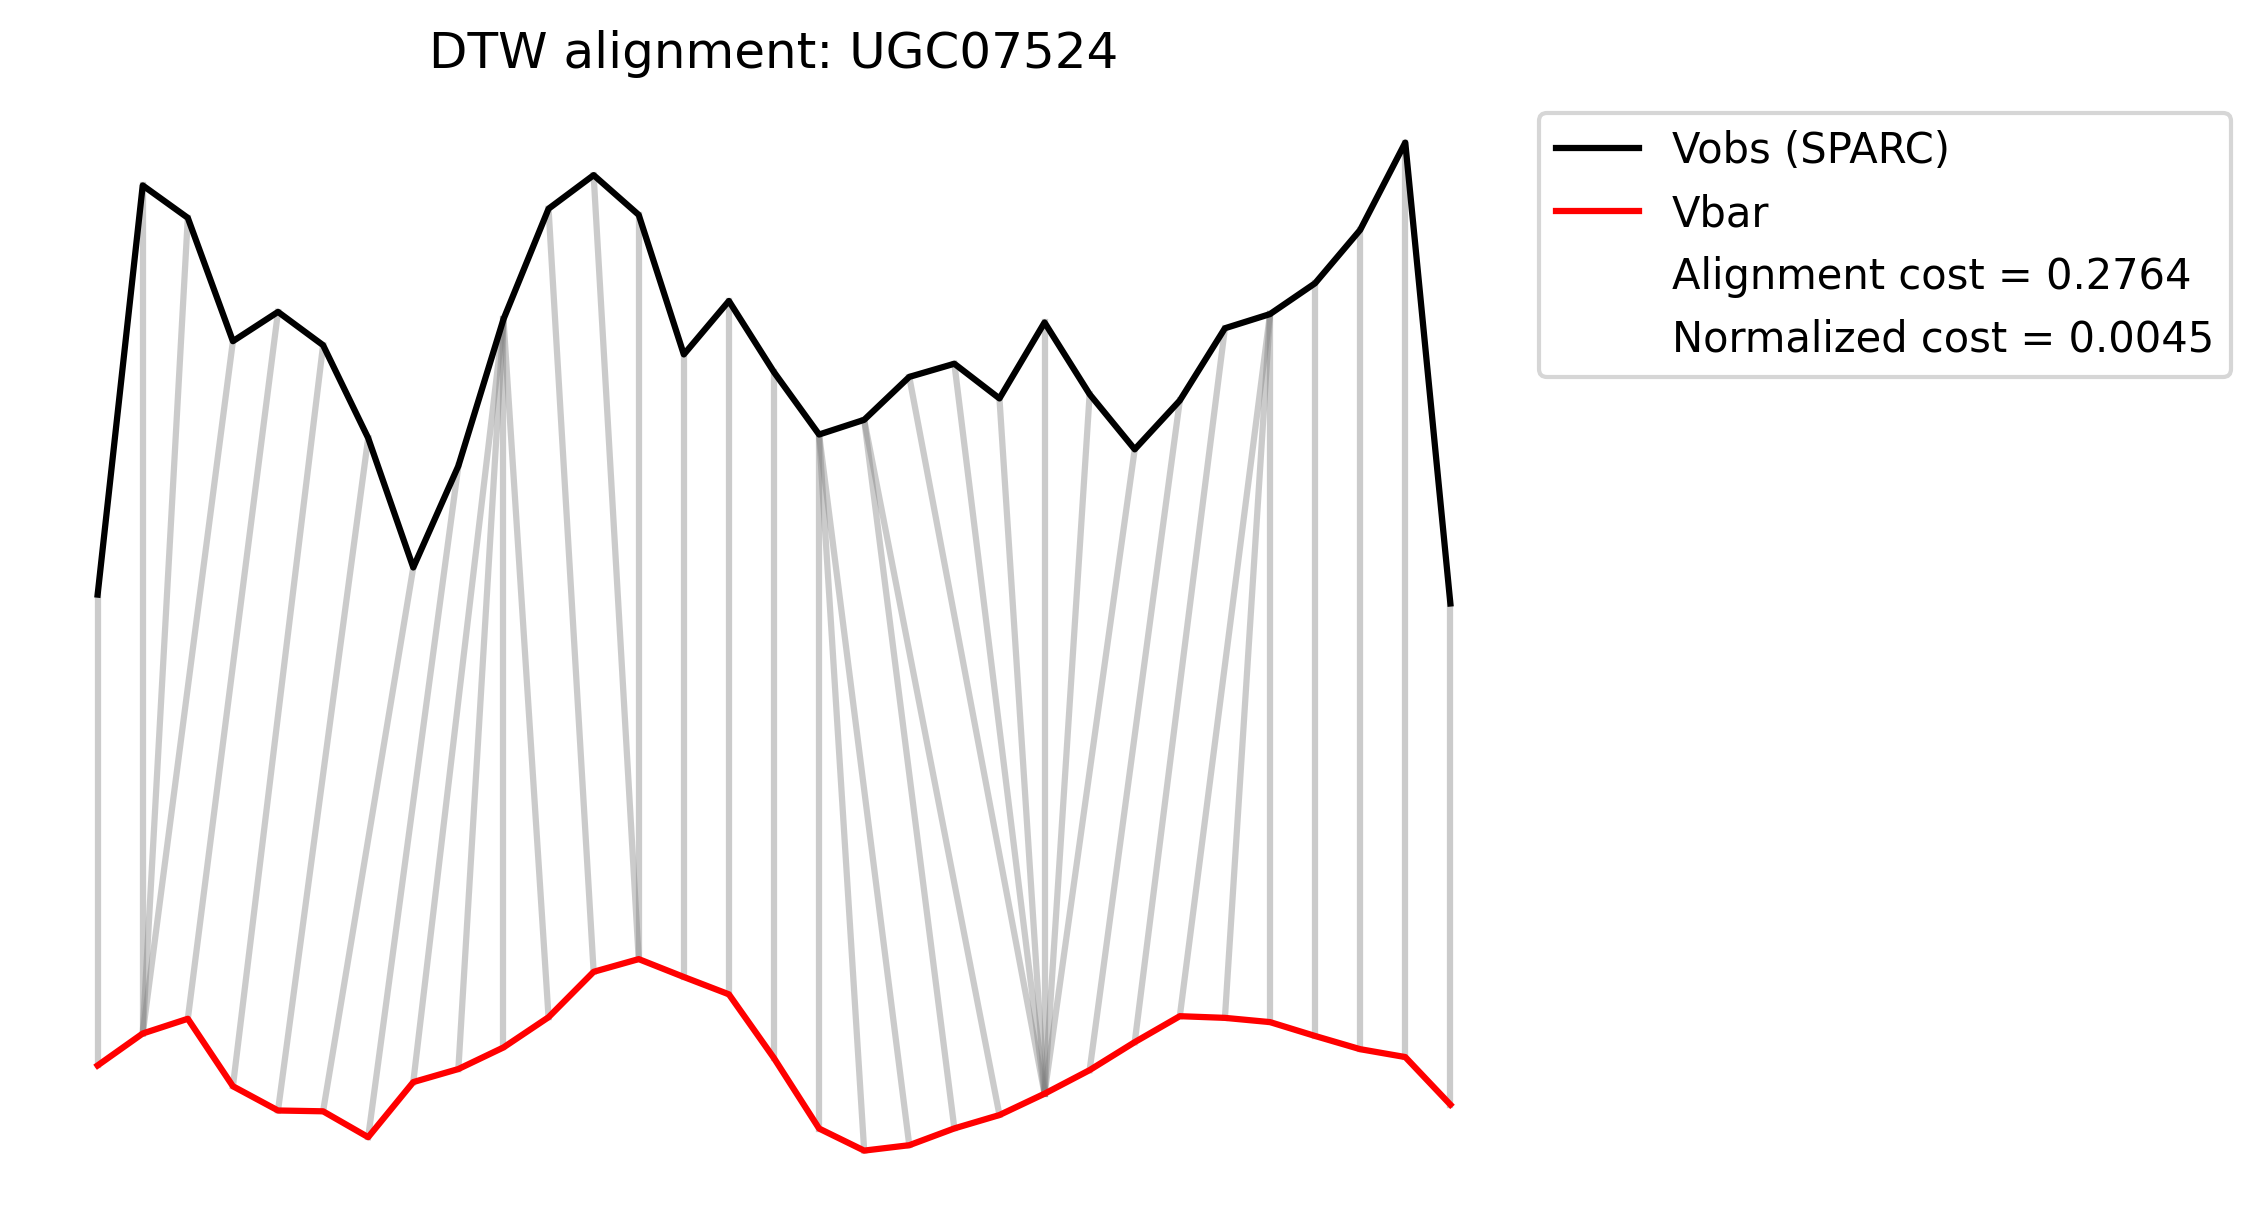 DTW alignment: UGC07524
Vobs (SPARC)
Vbar
Alignment cost = 0.2764
Normalized cost = 0.0045